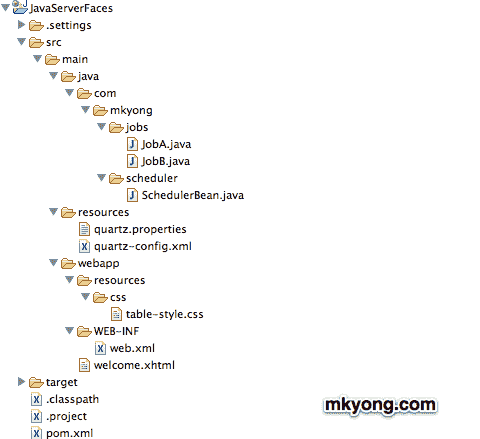 JavaServerFaces
.settings
src
main
java
com
mkyong
jobs
JobA.java
JobB.java
scheduler
SchedulerBean.java
resources
quartz.properties
quartz-config.xml
webapp
resources
css
table-style.css
WEB-INF
web.xml
welcome.xhtml
target
.classpath
.project
pom.xml
mkyong.com